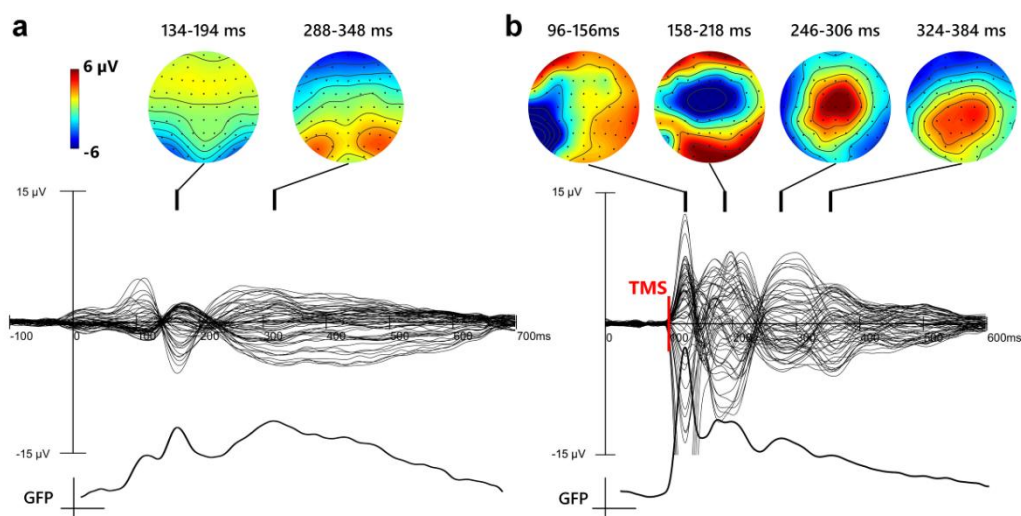 a
134-194 ms
288-348 ms
6 µV
-6
15 µV
-100
0
100
200
300
400
500
600
700ms
-15 µV
GFP
b
96-156ms
158-218 ms
246-306 ms
324-384 ms
15 µV
TMS
0
100
200
300
400
500
600ms
-15 µV
GFP